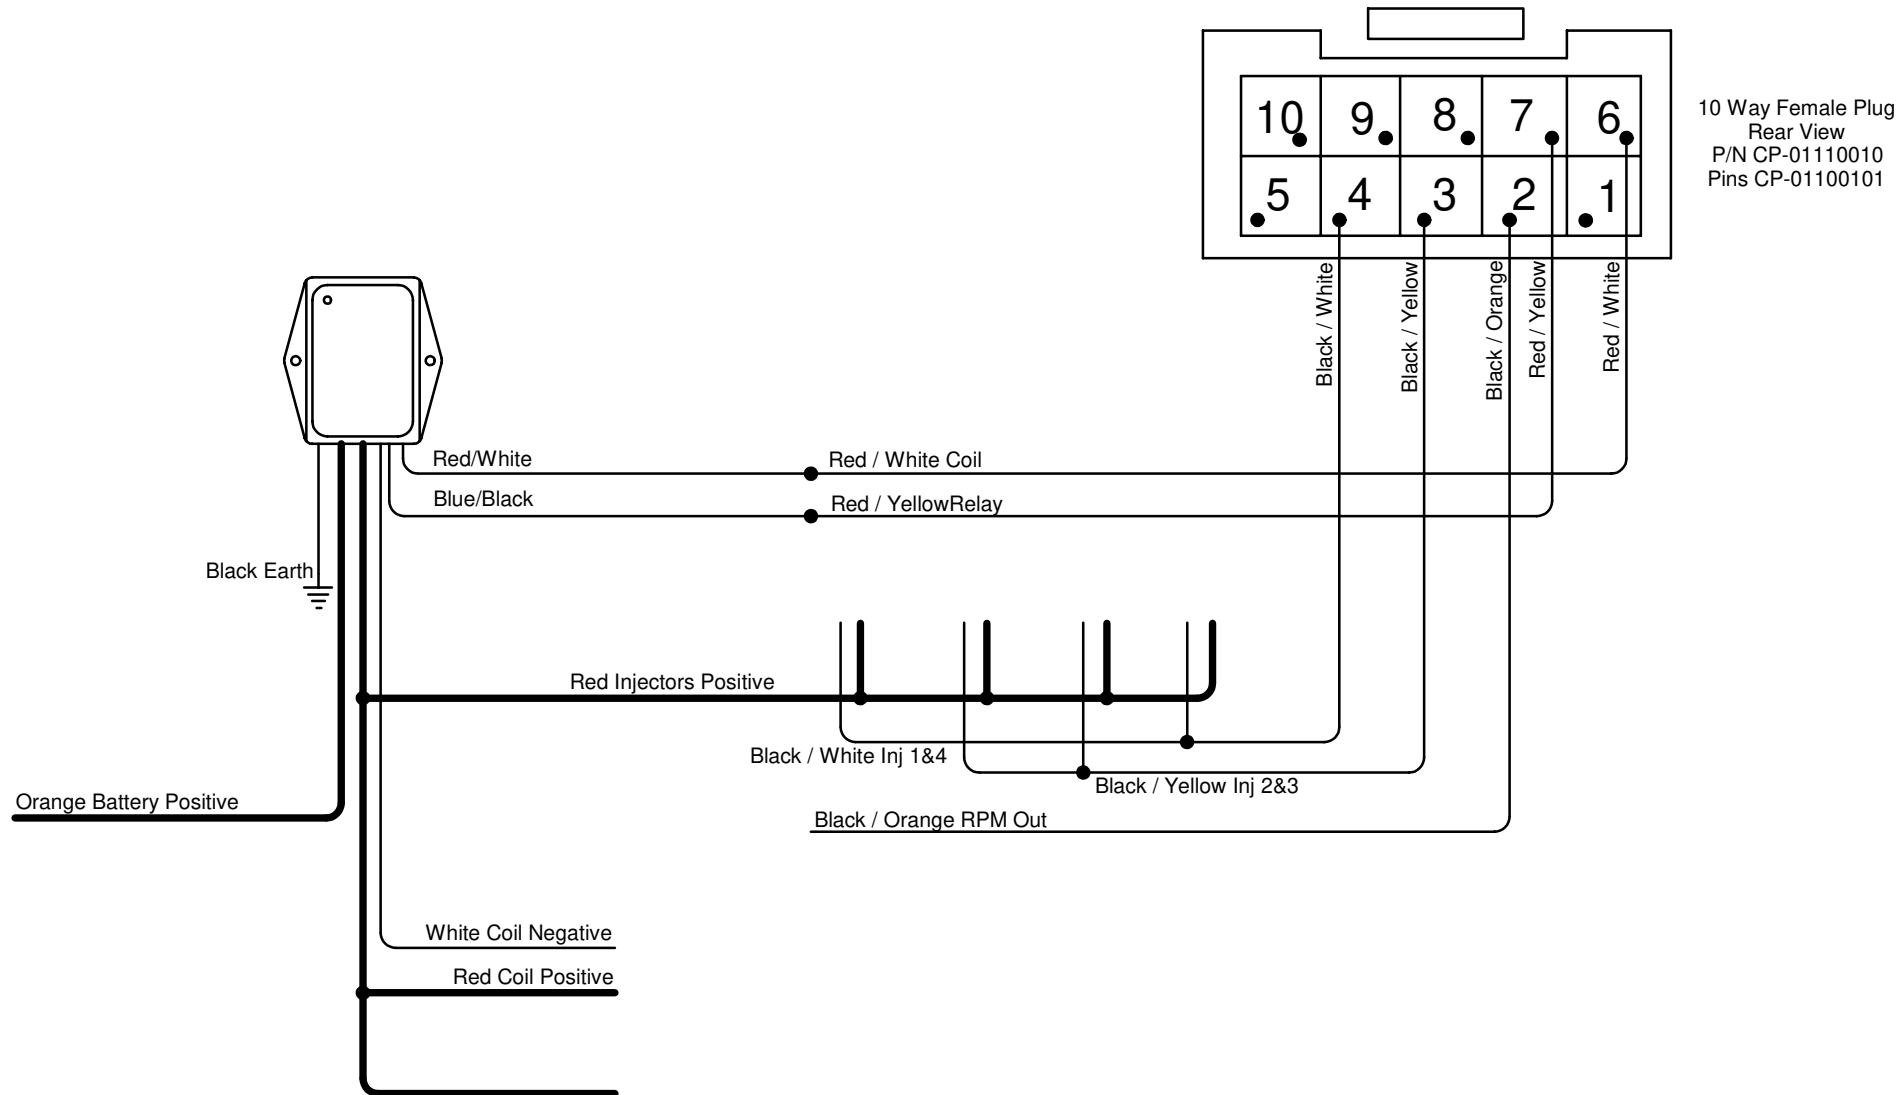 10 Way Female Plug
Rear View
P/N CP-01110010
Pins CP-01100101
10 9 8 7 6
5 4 3 2 1
Black / White
Black / Yellow
Black / Orange
Red / Yellow
Red / White
Red/White
Red / White Coil
Blue/Black
Red / YellowRelay
Black Earth
Red Injectors Positive
Black / White Inj 1&4
Black / Yellow Inj 2&3
Orange Battery Positive
Black / Orange RPM Out
White Coil Negative
Red Coil Positive